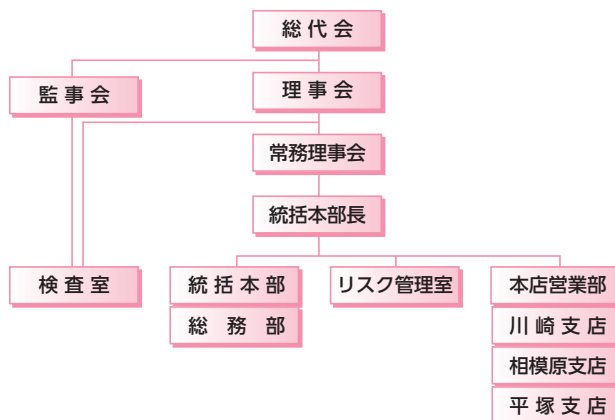 総代会
監事会
理事会
常務理事会
統括本部長
検査室
統括本部
総務部
リスク管理室
本店営業部
川崎支店
相模原支店
平塚支店